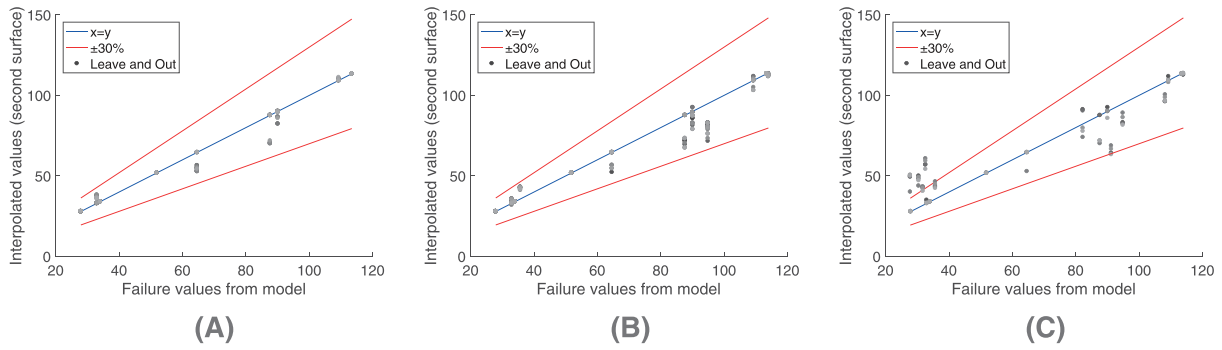 150
100
50
0
Interpolated values (second surface)
x=y
±30%
Leave and Out
20 40 60 80 100 120
Failure values from model
(A)
150
100
50
0
Interpolated values (second surface)
x=y
±30%
Leave and Out
20 40 60 80 100 120
Failure values from model
(B)
150
100
50
0
Interpolated values (second surface)
x=y
±30%
Leave and Out
20 40 60 80 100 120
Failure values from model
(C)